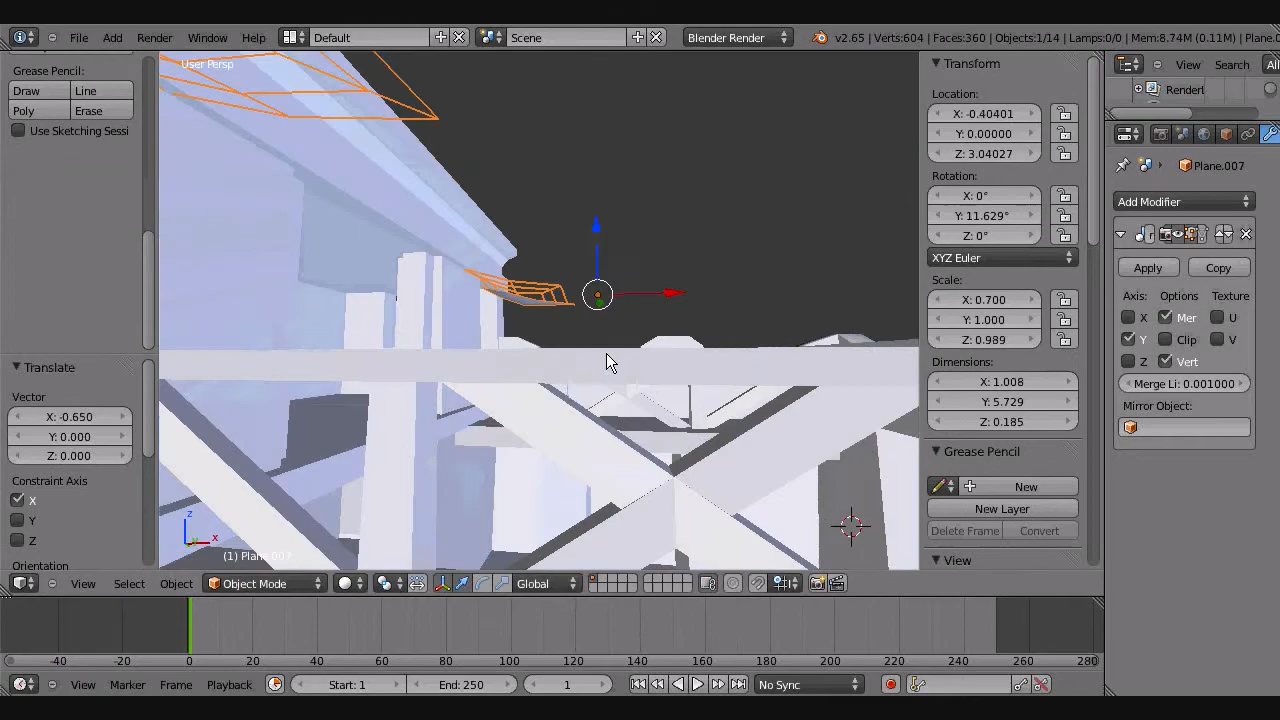 File Add Render Window Help Default Scene Blender Render v2.65 | Verts:604 | Faces:360 | Objects:1/14 | Lamps:0/0 | Mem:8.74M (0.11M) | Plane.0
Grease Pencil:
Draw Line
Poly Erase
Use Sketching Sessi
Translate
Vector
X: -0.650
Y: 0.000
Z: 0.000
Constraint Axis
X
Y
Z
Orientation
User Persp
z
x
(1) Plane.007
Transform
Location:
X: -0.40401
Y: 0.00000
Z: 3.04027
Rotation:
X: 0°
Y: 11.629°
Z: 0°
XYZ Euler
Scale:
X: 0.700
Y: 1.000
Z: 0.989
Dimensions:
X: 1.008
Y: 5.729
Z: 0.185
Grease Pencil
New
New Layer
Delete Frame Convert
View
View Search All
RenderL
Plane.007
Add Modifier
Apply Copy
Axis: Options Texture
X Mer U
Y Clip V
Z Vert
Merge Li: 0.001000
Mirror Object:
View Select Object Object Mode Global
-40 -20 0 20 40 60 80 100 120 140 160 180 200 220 240 260 280
View Marker Frame Playback Start: 1 End: 250 1 No Sync